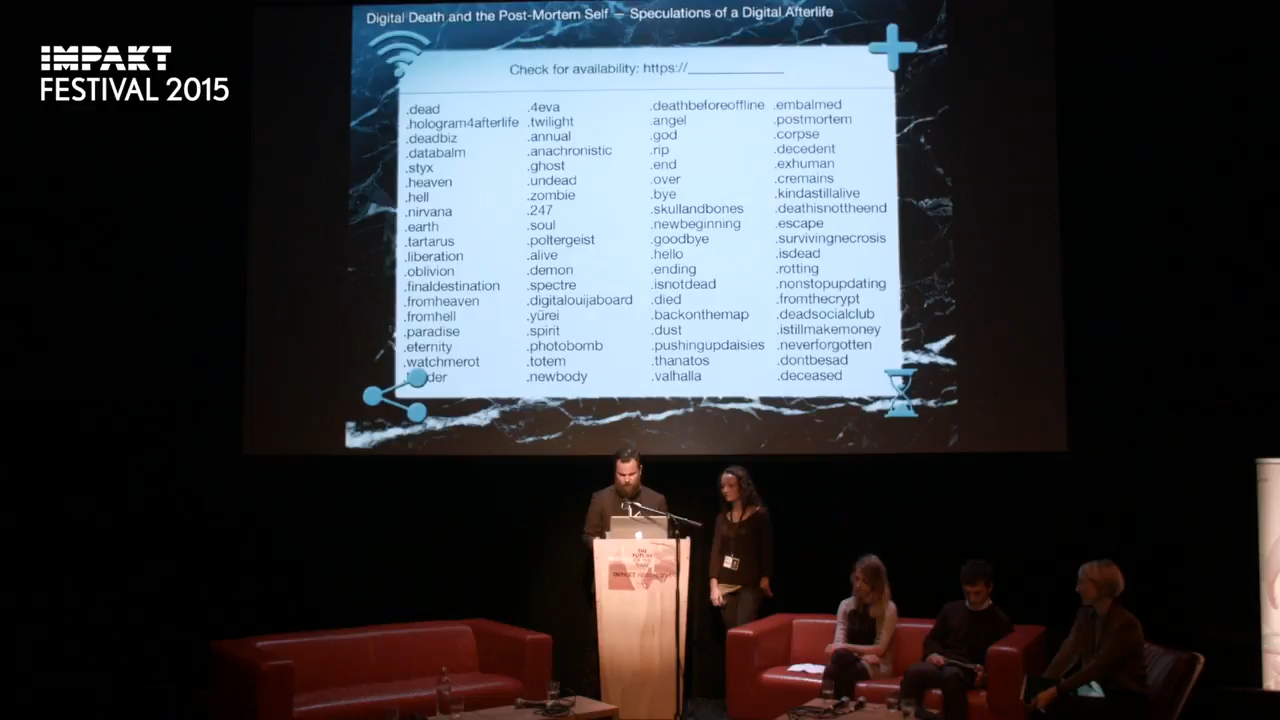 IMPAKT
FESTIVAL 2015
Digital Death and the Post-Mortem Self — Speculations of a Digital Afterlife
Check for availability: https://____________
.dead
.hologram4afterlife
.deadbiz
.databalm
.styx
.heaven
.hell
.nirvana
.earth
.tartarus
.liberation
.oblivion
.finaldestination
.fromheaven
.fromhell
.paradise
.eternity
.watchmerot
.4eva
.twilight
.annual
.anachronistic
.ghost
.undead
.zombie
.247
.soul
.poltergeist
.alive
.demon
.spectre
.digitalouijaboard
.yūrei
.spirit
.photobomb
.totem
.newbody
.deathbeforeoffline
.angel
.god
.rip
.end
.over
.bye
.skullandbones
.newbeginning
.goodbye
.hello
.ending
.isnotdead
.died
.backonthemap
.dust
.pushingupdaisies
.thanatos
.valhalla
.embalmed
.postmortem
.corpse
.decedent
.exhuman
.cremains
.kindastillalive
.deathisnottheend
.escape
.survivingnecrosis
.isdead
.rotting
.nonstopupdating
.fromthecrypt
.deadsocialclub
.istillmakemoney
.neverforgotten
.dontbesad
.deceased